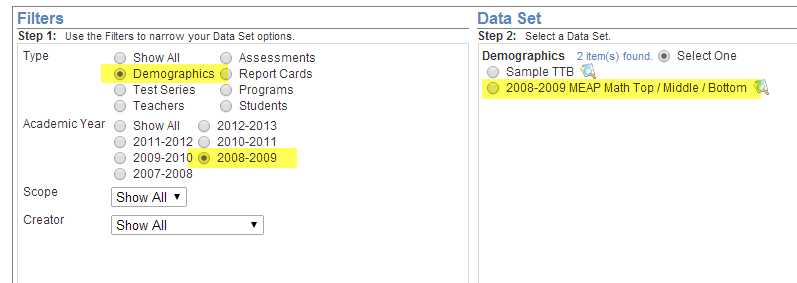 Filters
Step 1: Use the Filters to narrow your Data Set options.
Type
Show All Assessments
Demographics Report Cards
Test Series Programs
Teachers Students
Academic Year
Show All 2012-2013
2011-2012 2010-2011
2009-2010 2008-2009
2007-2008
Scope
Show All
Creator
Show All
Data Set
Step 2: Select a Data Set.
Demographics 2 item(s) found. Select One
Sample TTB
2008-2009 MEAP Math Top / Middle / Bottom